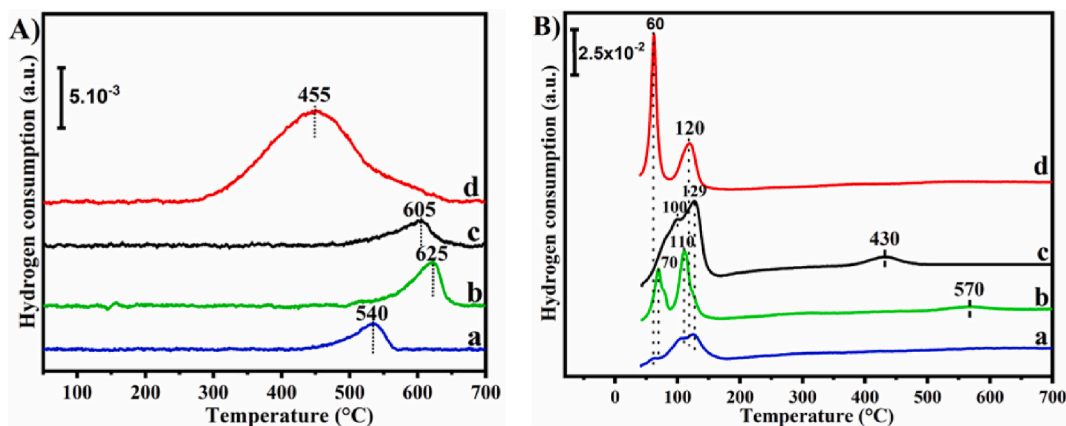 A)
Hydrogen consumption (a.u.)
5.10⁻³
455
d
605
c
625
b
540
a
100 200 300 400 500 600 700
Temperature (°C)
B)
Hydrogen consumption (a.u.)
2.5x10⁻²
60
120
d
129
100
c
430
110
70
b
570
a
0 100 200 300 400 500 600 700
Temperature (°C)